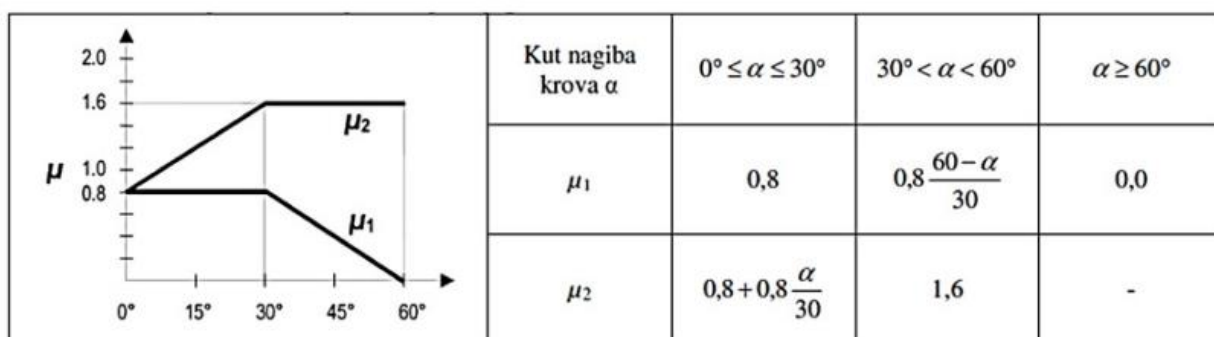 2.0
1.6
μ₂
μ
1.0
0.8
μ₁
0° 15° 30° 45° 60°
Kut nagiba
krova α
0° ≤ α ≤ 30°
30° < α < 60°
α ≥ 60°
μ₁
0,8
0,8 (60 − α)/30
0,0
μ₂
0,8 + 0,8 α/30
1,6
-